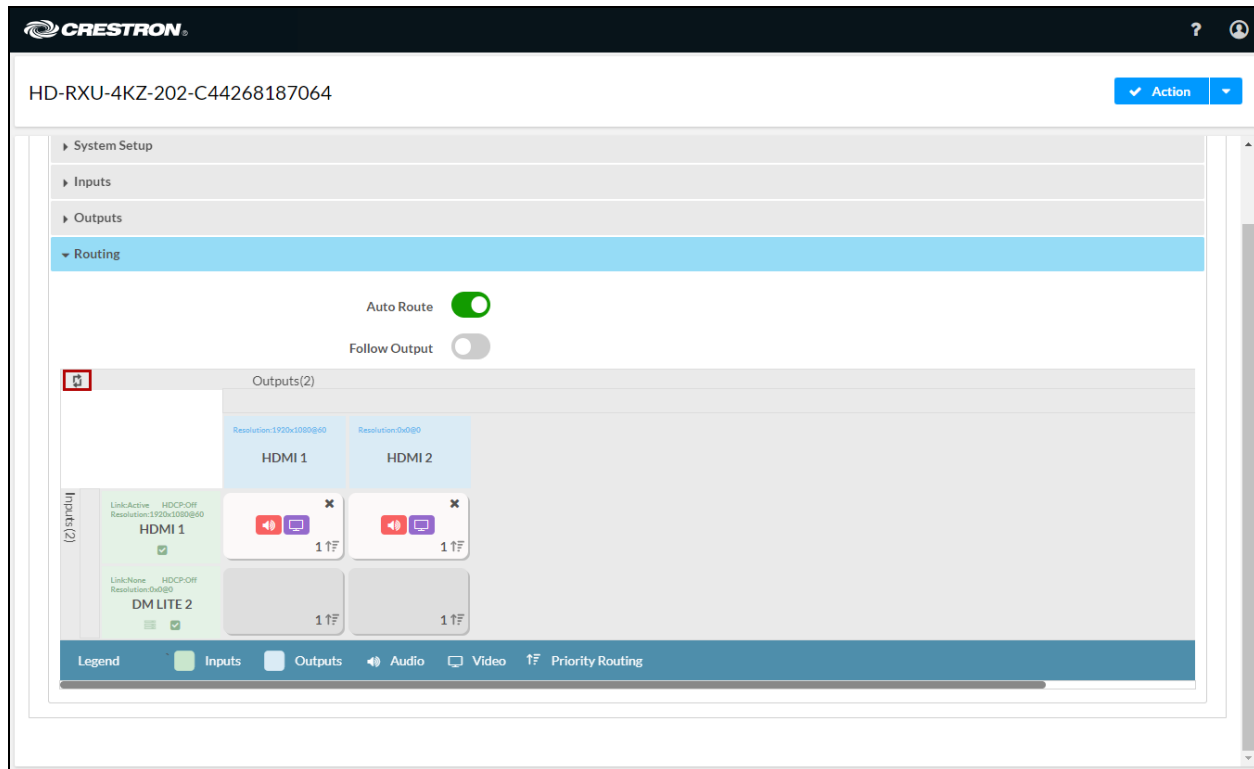 CRESTRON®
?
HD-RXU-4KZ-202-C44268187064
Action
System Setup
Inputs
Outputs
Routing
Auto Route
Follow Output
Outputs(2)
Resolution:1920x1080@60
Resolution:0x0@0
HDMI 1
HDMI 2
Inputs(2)
Link:Active HDCP:Off
Resolution:1920x1080@60
HDMI 1
1
1
Link:None HDCP:Off
Resolution:0x0@0
DM LITE 2
1
1
Legend Inputs Outputs Audio Video Priority Routing